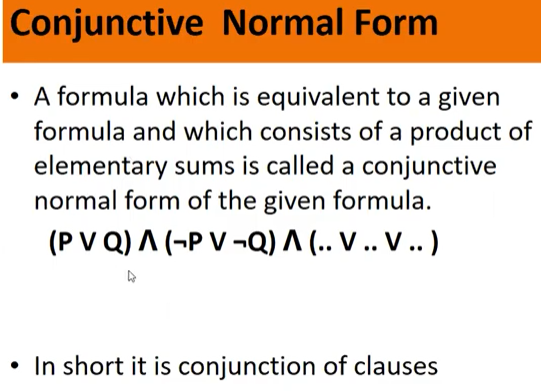 Conjunctive Normal Form
• A formula which is equivalent to a given
formula and which consists of a product of
elementary sums is called a conjunctive
normal form of the given formula.
(P V Q) Λ (¬P V ¬Q) Λ (.. V .. V .. )
• In short it is conjunction of clauses